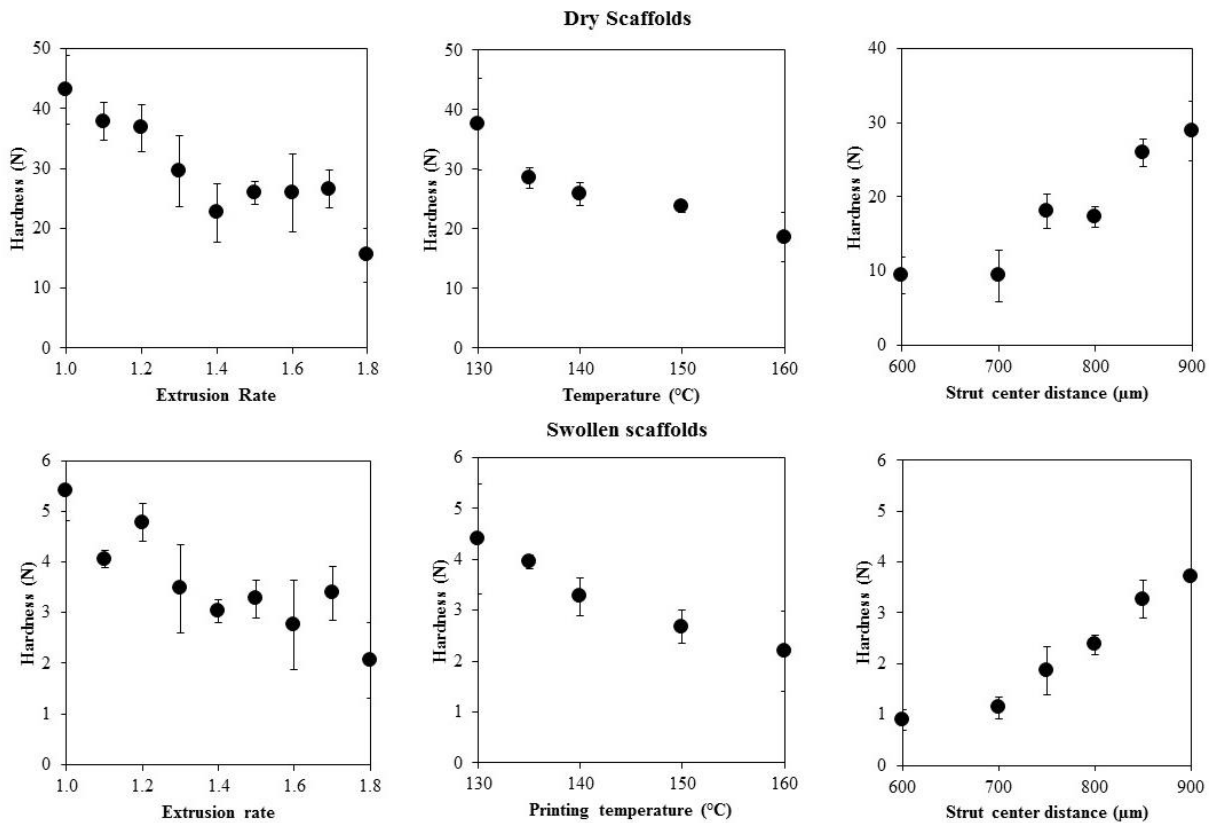 Dry Scaffolds
50
40
30
20
10
0
Hardness (N)
1.0 1.2 1.4 1.6 1.8
Extrusion Rate
50
40
30
20
10
0
Hardness (N)
130 140 150 160
Temperature (°C)
40
30
20
10
0
Hardness (N)
600 700 800 900
Strut center distance (µm)
Swollen scaffolds
6
5
4
3
2
1
0
Hardness (N)
1.0 1.2 1.4 1.6 1.8
Extrusion rate
6
5
4
3
2
1
0
Hardness (N)
130 140 150 160
Printing temperature (°C)
6
5
4
3
2
1
0
Hardness (N)
600 700 800 900
Strut center distance (µm)